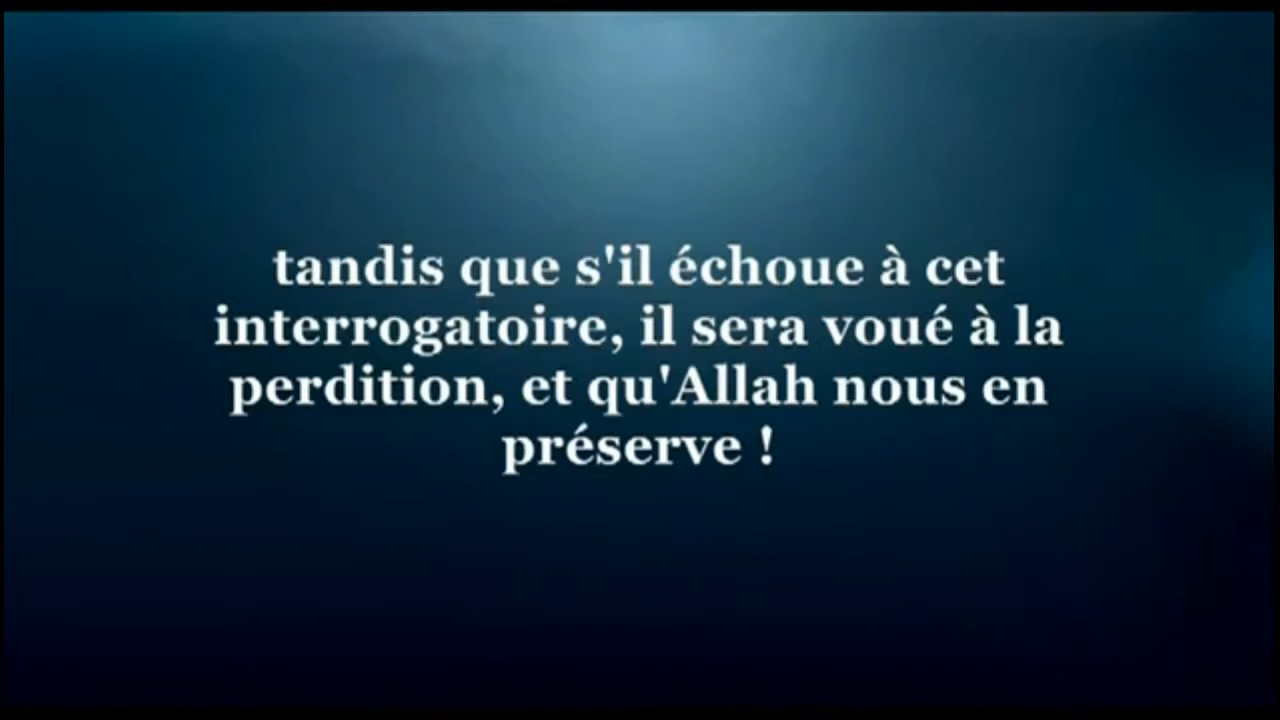 tandis que s'il échoue à cet
interrogatoire, il sera voué à la
perdition, et qu'Allah nous en
préserve !